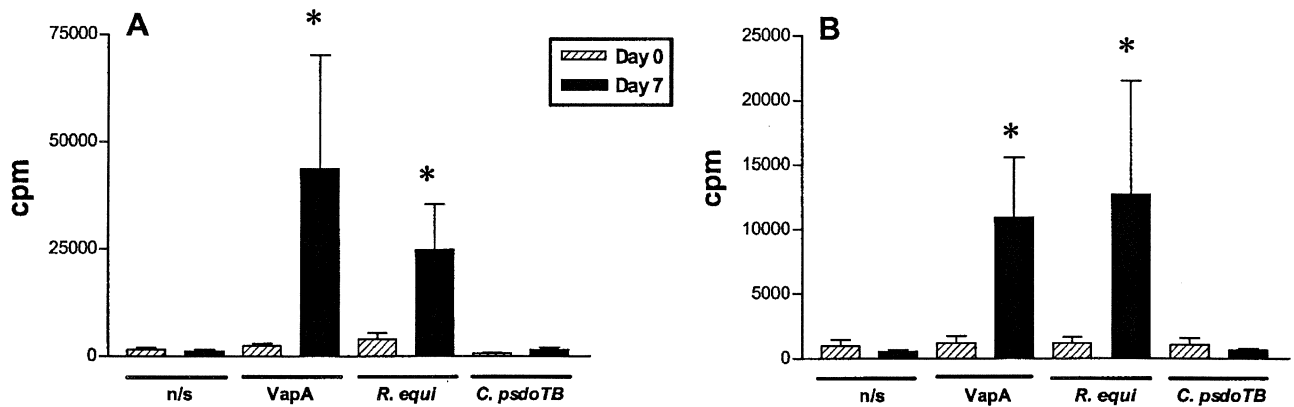 A
cpm
75000
50000
25000
0
*
*
n/s
VapA
R. equi
C. psdoTB
Day 0
Day 7
B
cpm
25000
20000
15000
10000
5000
0
*
*
n/s
VapA
R. equi
C. psdoTB